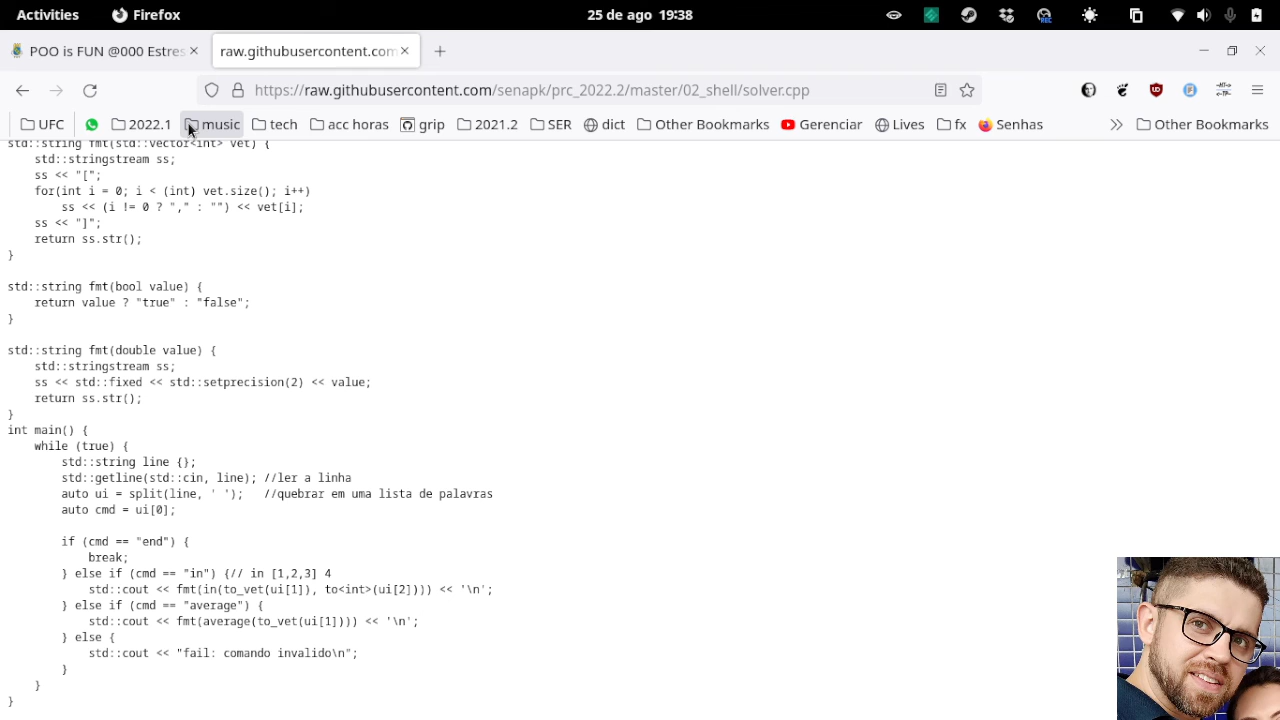 Activities Firefox 25 de ago 19:38
POO is FUN @000 Estres
raw.githubusercontent.com
https://raw.githubusercontent.com/senapk/prc_2022.2/master/02_shell/solver.cpp
UFC 2022.1 music tech acc horas grip 2021.2 SER dict Other Bookmarks Gerenciar Lives fx Senhas Other Bookmarks
std::string fmt(std::vector<int> vet) {
    std::stringstream ss;
    ss << "[";
    for(int i = 0; i < (int) vet.size(); i++)
        ss << (i != 0 ? "," : "") << vet[i];
    ss << "]";
    return ss.str();
}
std::string fmt(bool value) {
    return value ? "true" : "false";
}
std::string fmt(double value) {
    std::stringstream ss;
    ss << std::fixed << std::setprecision(2) << value;
    return ss.str();
}
int main() {
    while (true) {
        std::string line {};
        std::getline(std::cin, line); //ler a linha
        auto ui = split(line, ' ');   //quebrar em uma lista de palavras
        auto cmd = ui[0];
        if (cmd == "end") {
            break;
        } else if (cmd == "in") {// in [1,2,3] 4
            std::cout << fmt(in(to_vet(ui[1]), to<int>(ui[2]))) << '\n';
        } else if (cmd == "average") {
            std::cout << fmt(average(to_vet(ui[1]))) << '\n';
        } else {
            std::cout << "fail: comando invalido\n";
        }
    }
}